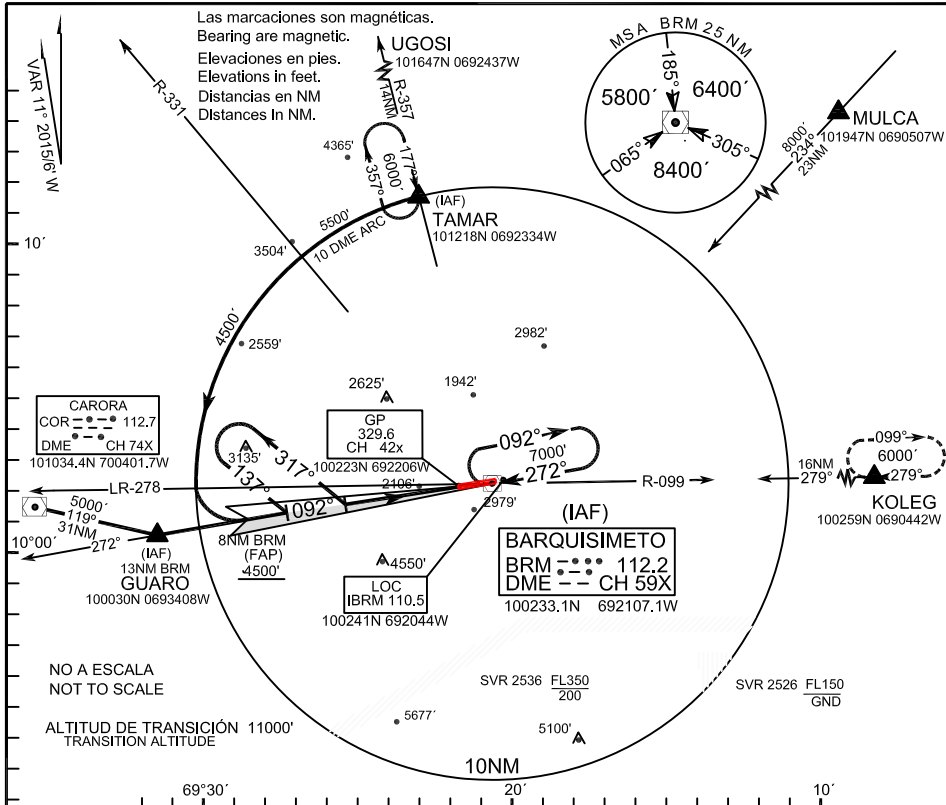 Las marcaciones son magnéticas.
Bearing are magnetic.
Elevaciones en pies.
Elevations in feet.
Distancias en NM
DIstances In NM.
VAR 11° 2015/6' W
R-331
UGOSI
101647N 0692437W
R-357
14NM
4365'
357°
6000'
177°
(IAF)
TAMAR
101218N 0692334W
MSA BRM 25 NM
185°
5800´
6400´
065°
305°
8400´
MULCA
101947N 0690507W
8000'
234°
23NM
10´
3504'
5500'
10 DME ARC
4500'
2559'
2982'
2625'
1942'
CARORA
COR 112.7
DME CH 74X
101034.4N 700401.7W
GP
329.6
CH 42x
100223N 692206W
3135'
317°
137°
092°
7000'
272°
099°
6000'
279°
16NM
279°
KOLEG
100259N 0690442W
LR-278
2106'
R-099
2979'
5000'
119°
31NM
272°
10°00'
092°
(IAF)
13NM BRM
GUARO
100030N 0693408W
8NM BRM
(FAP)
4500'
4550'
LOC
IBRM 110.5
100241N 692044W
(IAF)
BARQUISIMETO
BRM 112.2
DME CH 59X
100233.1N 692107.1W
NO A ESCALA
NOT TO SCALE
ALTITUD DE TRANSICIÓN 11000'
TRANSITION ALTITUDE
SVR 2536 FL350
200
SVR 2526 FL150
GND
5677´
5100'
10NM
69°30´
20´
10´